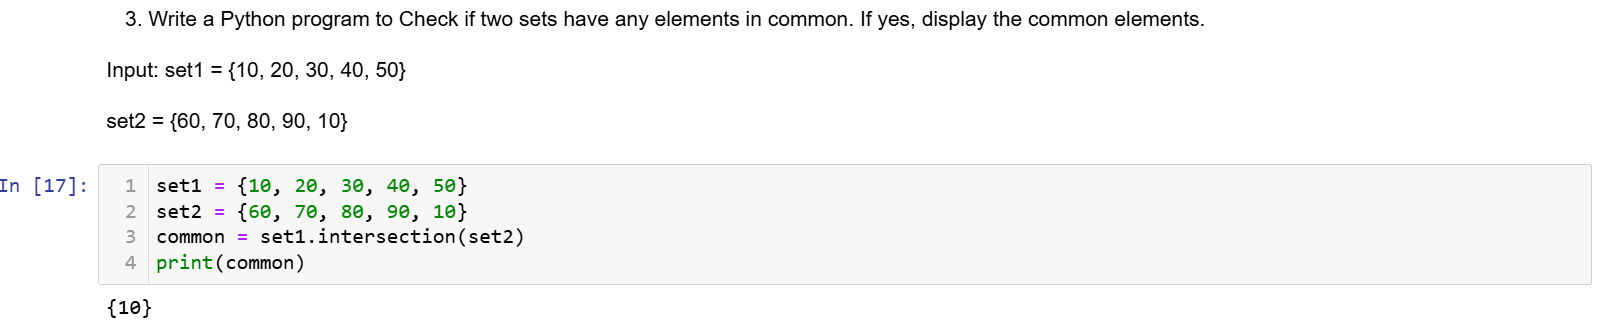 3. Write a Python program to Check if two sets have any elements in common. If yes, display the common elements.
Input: set1 = {10, 20, 30, 40, 50}
set2 = {60, 70, 80, 90, 10}
In [17]:
1 set1 = {10, 20, 30, 40, 50}
2 set2 = {60, 70, 80, 90, 10}
3 common = set1.intersection(set2)
4 print(common)
{10}